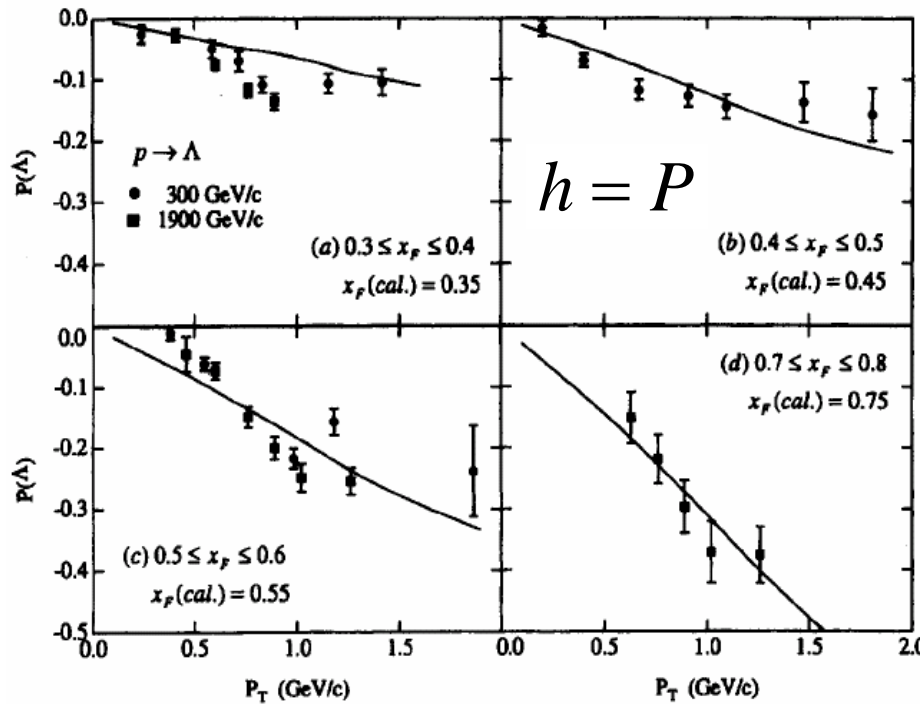 0.0
-0.1
-0.2
-0.3
-0.4
P(Λ)
p → Λ
● 300 GeV/c
■ 1900 GeV/c
(a) 0.3 ≤ x_F ≤ 0.4
x_F(cal.) = 0.35
h = P
(b) 0.4 ≤ x_F ≤ 0.5
x_F(cal.) = 0.45
0.0
-0.1
-0.2
-0.3
-0.4
-0.5
P(Λ)
(c) 0.5 ≤ x_F ≤ 0.6
x_F(cal.) = 0.55
(d) 0.7 ≤ x_F ≤ 0.8
x_F(cal.) = 0.75
0.0 0.5 1.0 1.5 0.0 0.5 1.0 1.5 2.0
P_T (GeV/c) P_T (GeV/c)